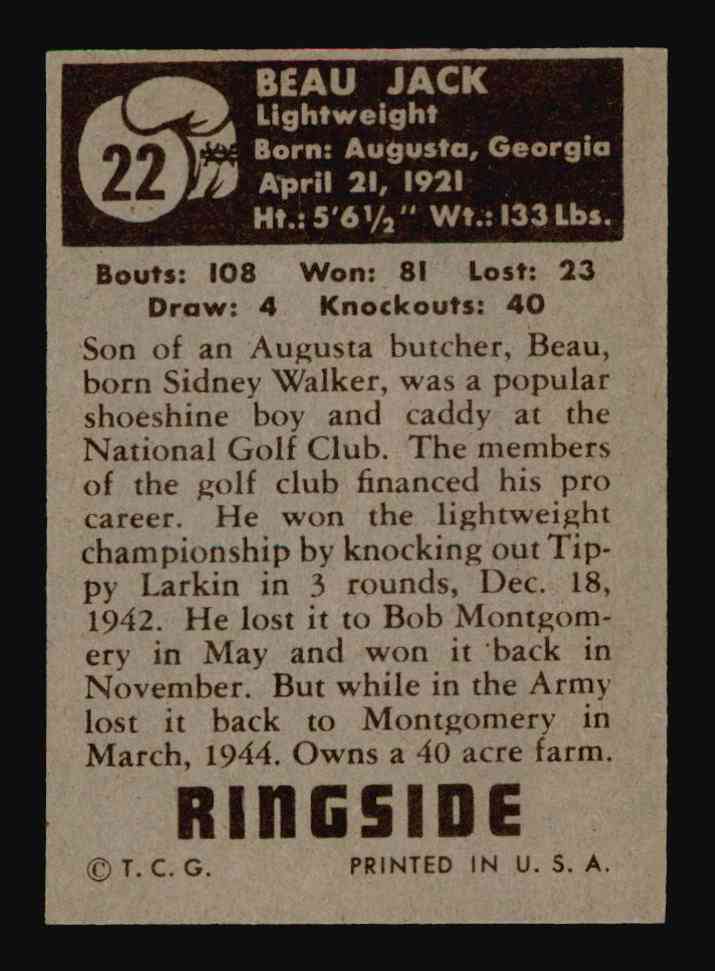 22
BEAU JACK
Lightweight
Born: Augusta, Georgia
April 21, 1921
Ht.: 5'6½" Wt.: 133 Lbs.
Bouts: 108 Won: 81 Lost: 23
Draw: 4 Knockouts: 40
Son of an Augusta butcher, Beau,
born Sidney Walker, was a popular
shoeshine boy and caddy at the
National Golf Club. The members
of the golf club financed his pro
career. He won the lightweight
championship by knocking out Tip-
py Larkin in 3 rounds, Dec. 18,
1942. He lost it to Bob Montgom-
ery in May and won it back in
November. But while in the Army
lost it back to Montgomery in
March, 1944. Owns a 40 acre farm.
RINGSIDE
© T. C. G. PRINTED IN U. S. A.